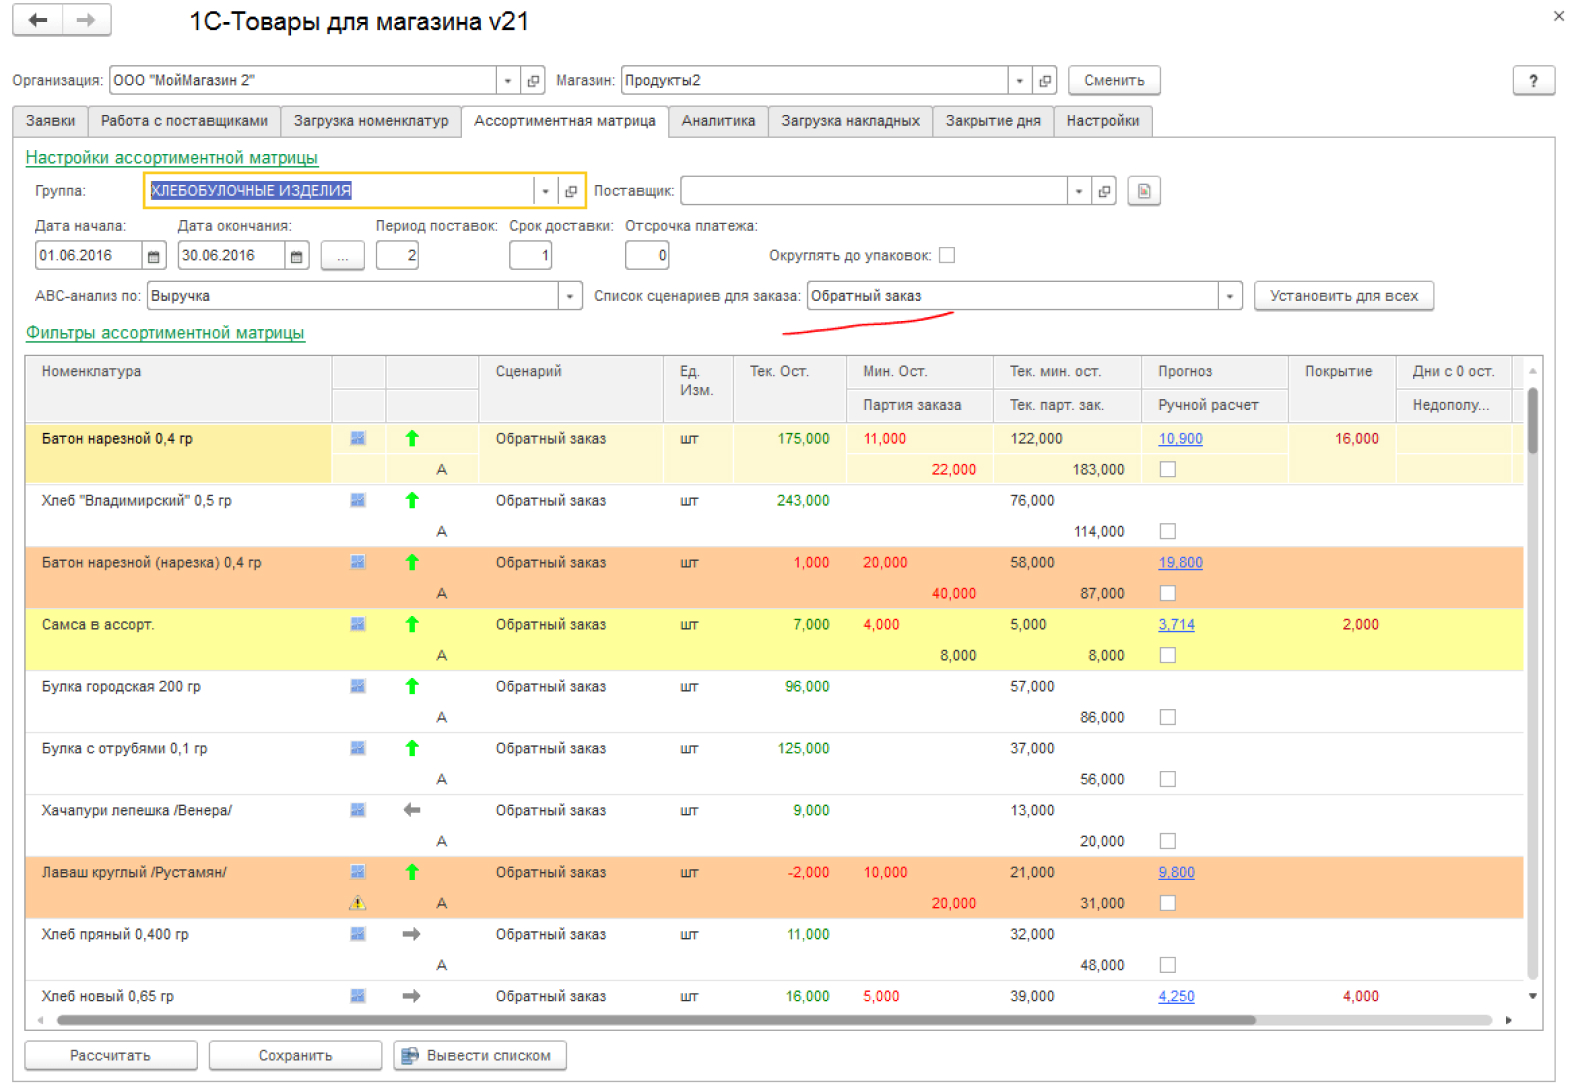 1С-Товары для магазина v21
Организация: ООО "МойМагазин 2" Магазин: Продукты2 Сменить ?
Заявки Работа с поставщиками Загрузка номенклатур Ассортиментная матрица Аналитика Загрузка накладных Закрытие дня Настройки
Настройки ассортиментной матрицы
Группа: ХЛЕБОБУЛОЧНЫЕ ИЗДЕЛИЯ Поставщик:
Дата начала: Дата окончания: Период поставок: Срок доставки: Отсрочка платежа:
01.06.2016 30.06.2016 ... 2 1 0 Округлять до упаковок:
ABC-анализ по: Выручка Список сценариев для заказа: Обратный заказ Установить для всех
Фильтры ассортиментной матрицы
Номенклатура Сценарий Ед. Изм. Тек. Ост. Мин. Ост. Тек. мин. ост. Прогноз Покрытие Дни с 0 ост.
Партия заказа Тек. парт. зак. Ручной расчет Недополу...
Батон нарезной 0,4 гр Обратный заказ шт 175,000 11,000 122,000 10,900 16,000
A 22,000 183,000
Хлеб "Владимирский" 0,5 гр Обратный заказ шт 243,000 76,000
A 114,000
Батон нарезной (нарезка) 0,4 гр Обратный заказ шт 1,000 20,000 58,000 19,800
A 40,000 87,000
Самса в ассорт. Обратный заказ шт 7,000 4,000 5,000 3,714 2,000
A 8,000 8,000
Булка городская 200 гр Обратный заказ шт 96,000 57,000
A 86,000
Булка с отрубями 0,1 гр Обратный заказ шт 125,000 37,000
A 56,000
Хачапури лепешка /Венера/ Обратный заказ шт 9,000 13,000
A 20,000
Лаваш круглый /Рустамян/ Обратный заказ шт -2,000 10,000 21,000 9,800
A 20,000 31,000
Хлеб пряный 0,400 гр Обратный заказ шт 11,000 32,000
A 48,000
Хлеб новый 0,65 гр Обратный заказ шт 16,000 5,000 39,000 4,250 4,000
Рассчитать Сохранить Вывести списком